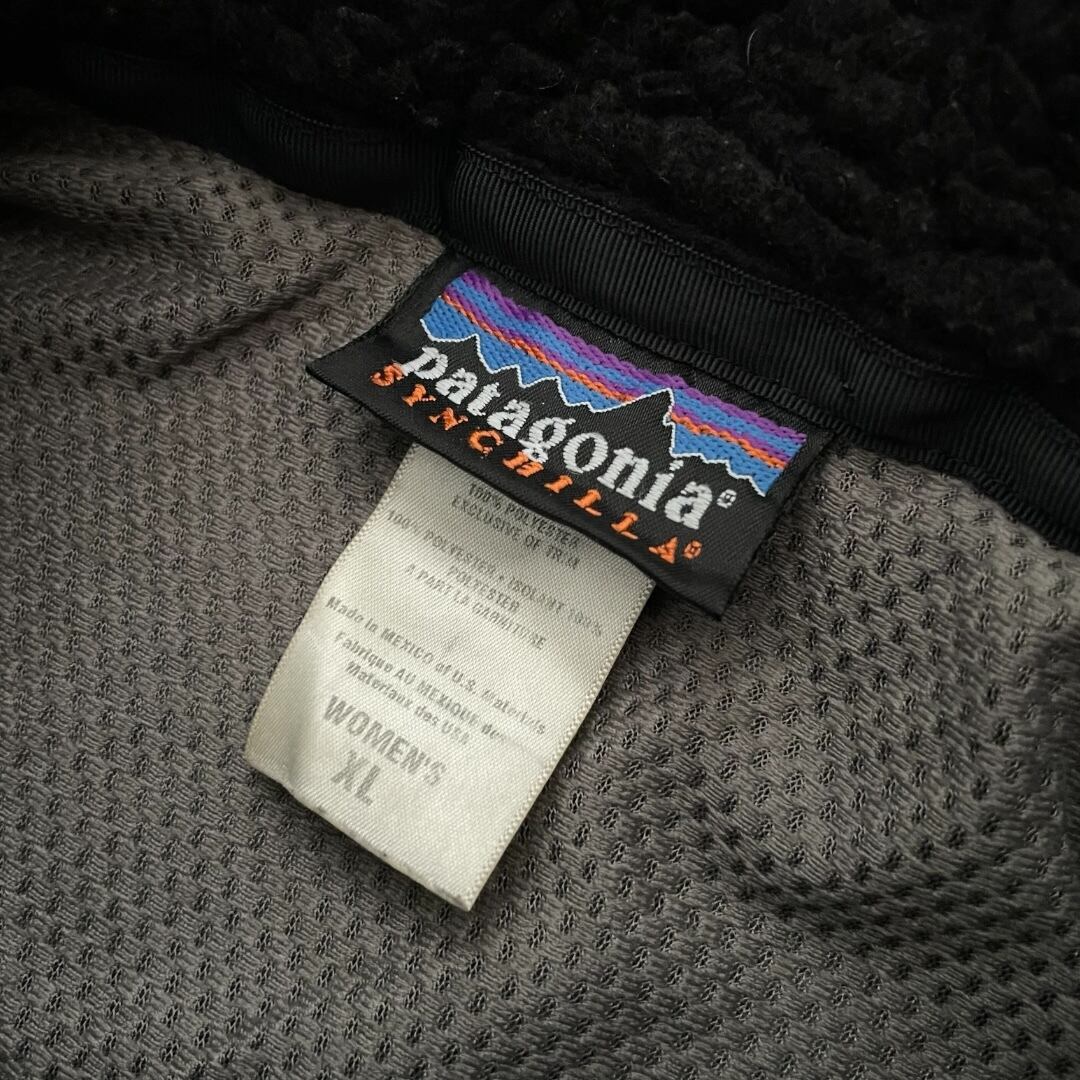 patagonia®
SYNCHILLA®
100% POLYESTER
EXCLUSIVE OF TRIM
POLYESTER • ISOLANT 100%
POLYESTER
À PART LA GARNITURE
Made in MEXICO of U.S. Materials
Fabrique AU MEXIQUE de
Materiaux des USA
WOMEN'S
XL